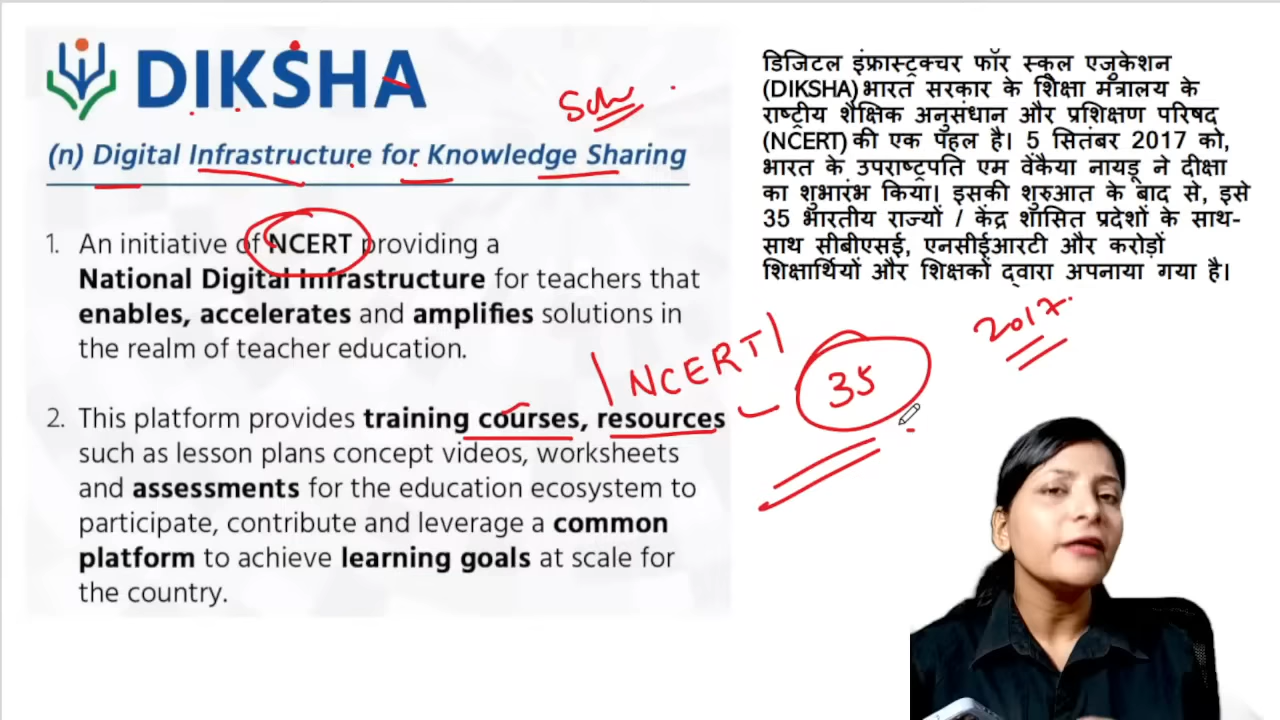 DIKSHA
(n) Digital Infrastructure for Knowledge Sharing
1. An initiative of NCERT providing a
National Digital Infrastructure for teachers that
enables, accelerates and amplifies solutions in
the realm of teacher education.
2. This platform provides training courses, resources
such as lesson plans concept videos, worksheets
and assessments for the education ecosystem to
participate, contribute and leverage a common
platform to achieve learning goals at scale for
the country.
डिजिटल इंफ्रास्ट्रक्चर फॉर स्कूल एजुकेशन
(DIKSHA) भारत सरकार के शिक्षा मंत्रालय के
राष्ट्रीय शैक्षिक अनुसंधान और प्रशिक्षण परिषद
(NCERT) की एक पहल है। 5 सितंबर 2017 को,
भारत के उपराष्ट्रपति एम वेंकैया नायडू ने दीक्षा
का शुभारंभ किया। इसकी शुरुआत के बाद से, इसे
35 भारतीय राज्यों / केंद्र शासित प्रदेशों के साथ-
साथ सीबीएसई, एनसीईआरटी और करोड़ों
शिक्षार्थियों और शिक्षकों द्वारा अपनाया गया है।
2017
NCERT
35